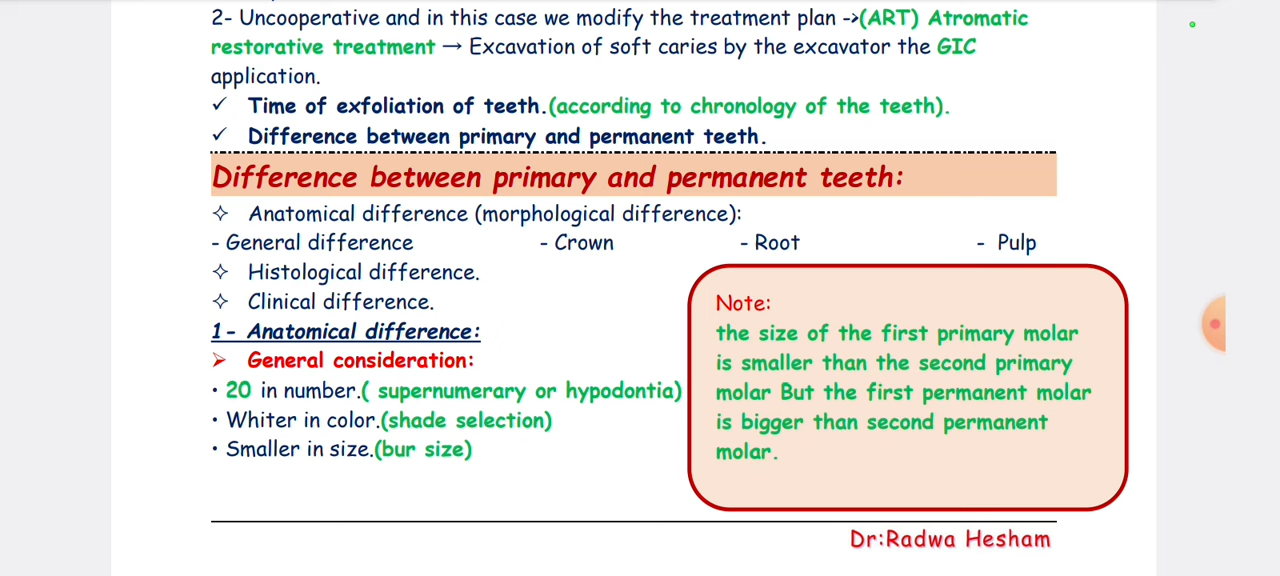 2- Uncooperative and in this case we modify the treatment plan ->(ART) Atromatic
restorative treatment → Excavation of soft caries by the excavator the GIC
application.
✓ Time of exfoliation of teeth.(according to chronology of the teeth).
✓ Difference between primary and permanent teeth.
Difference between primary and permanent teeth:
✧ Anatomical difference (morphological difference):
- General difference - Crown - Root - Pulp
✧ Histological difference.
✧ Clinical difference.
1- Anatomical difference:
➢ General consideration:
• 20 in number.( supernumerary or hypodontia)
• Whiter in color.(shade selection)
• Smaller in size.(bur size)
Note:
the size of the first primary molar
is smaller than the second primary
molar But the first permanent molar
is bigger than second permanent
molar.
Dr:Radwa Hesham